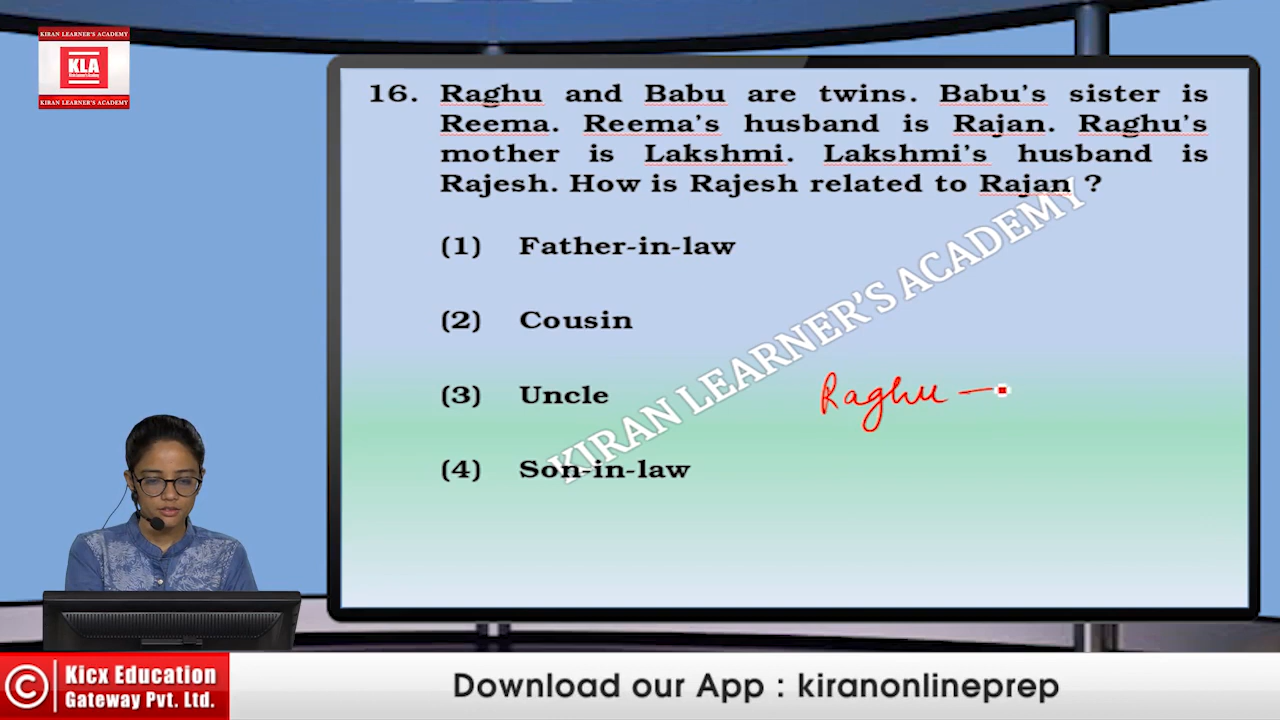 KIRAN LEARNER'S ACADEMY
KLA
KIRAN LEARNER'S ACADEMY
16. Raghu and Babu are twins. Babu's sister is
Reema. Reema's husband is Rajan. Raghu's
mother is Lakshmi. Lakshmi's husband is
Rajesh. How is Rajesh related to Rajan ?
(1) Father-in-law
(2) Cousin
(3) Uncle
(4) Son-in-law
Raghu —
KIRAN LEARNER'S ACADEMY
© Kicx Education
Gateway Pvt. Ltd.
Download our App : kiranonlineprep